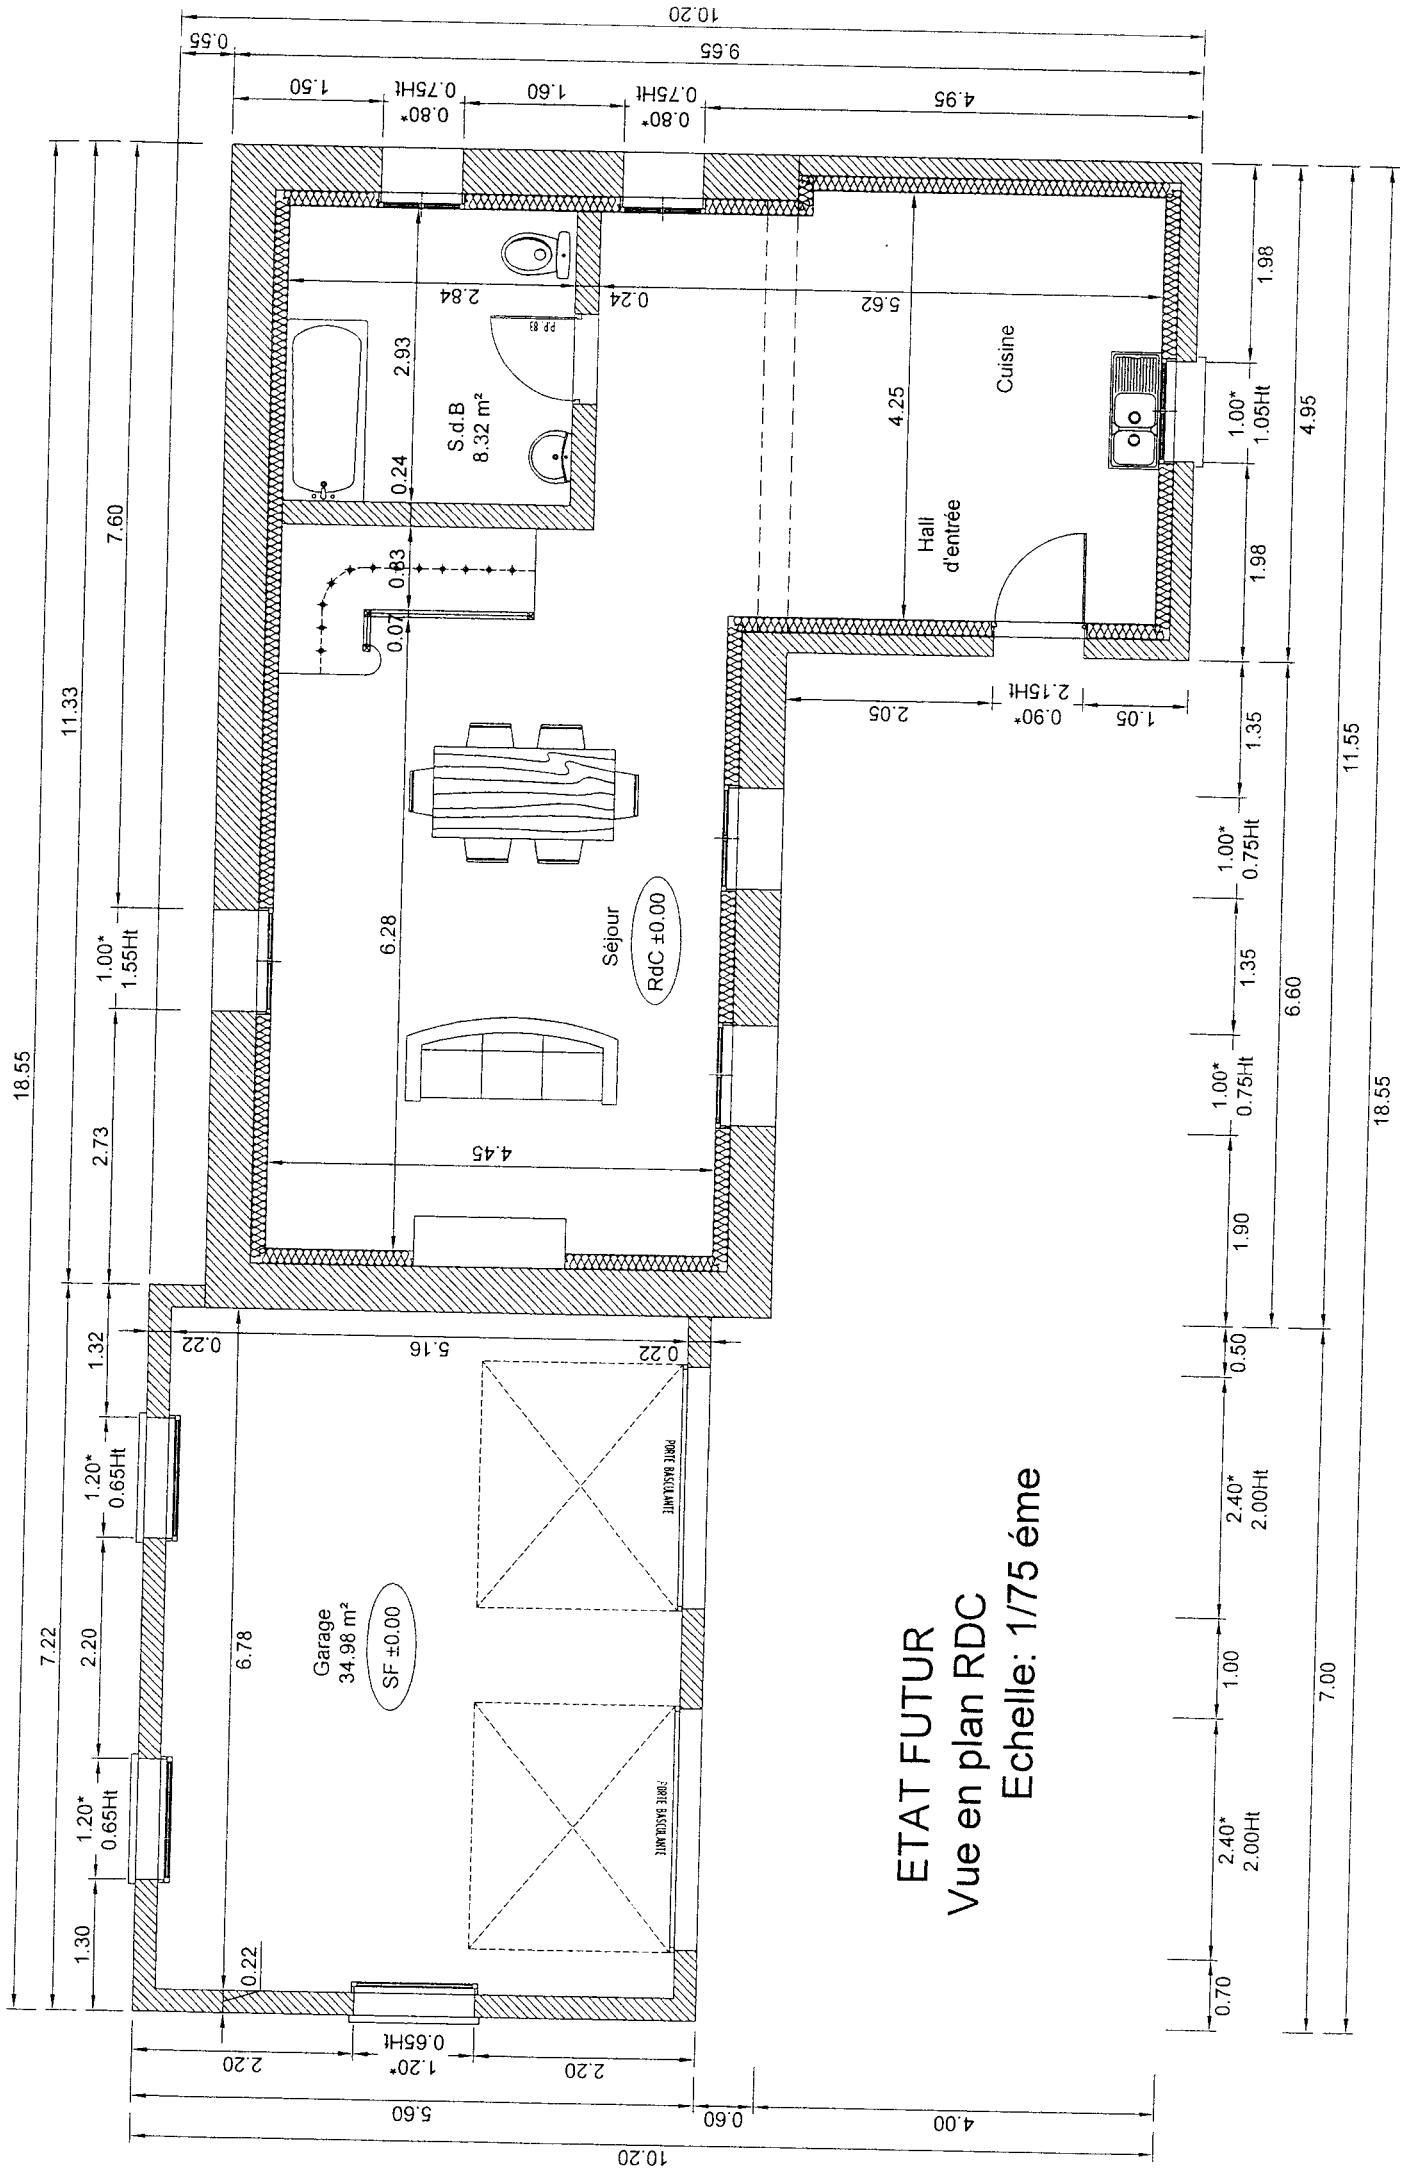 18.55
7.22
11.33
1.30
1.20*
0.65Ht
2.20
1.20*
0.65Ht
1.32
2.73
1.00*
1.55Ht
7.60
0.55
10.20
9.65
1.50
0.80*
0.75Ht
1.60
0.80*
0.75Ht
4.95
10.20
5.60
0.60
4.00
2.20
1.20*
0.65Ht
2.20
0.22
6.78
0.22
5.16
0.22
Garage
34.98 m²
SF ±0.00
PORTE BASCULANTE
PORTE BASCULANTE
4.45
6.28
0.07
0.83
0.24
2.93
2.84
0.24
5.62
S.d.B
8.32 m²
P.P. 83
Séjour
RdC ±0.00
4.25
Hall
d'entrée
Cuisine
2.05
0.90*
2.15Ht
1.05
ETAT FUTUR
Vue en plan RDC
Echelle: 1/75 éme
0.70
2.40*
2.00Ht
1.00
2.40*
2.00Ht
0.50
1.90
1.00*
0.75Ht
1.35
1.00*
0.75Ht
1.35
1.98
1.00*
1.05Ht
1.98
6.60
4.95
7.00
11.55
18.55